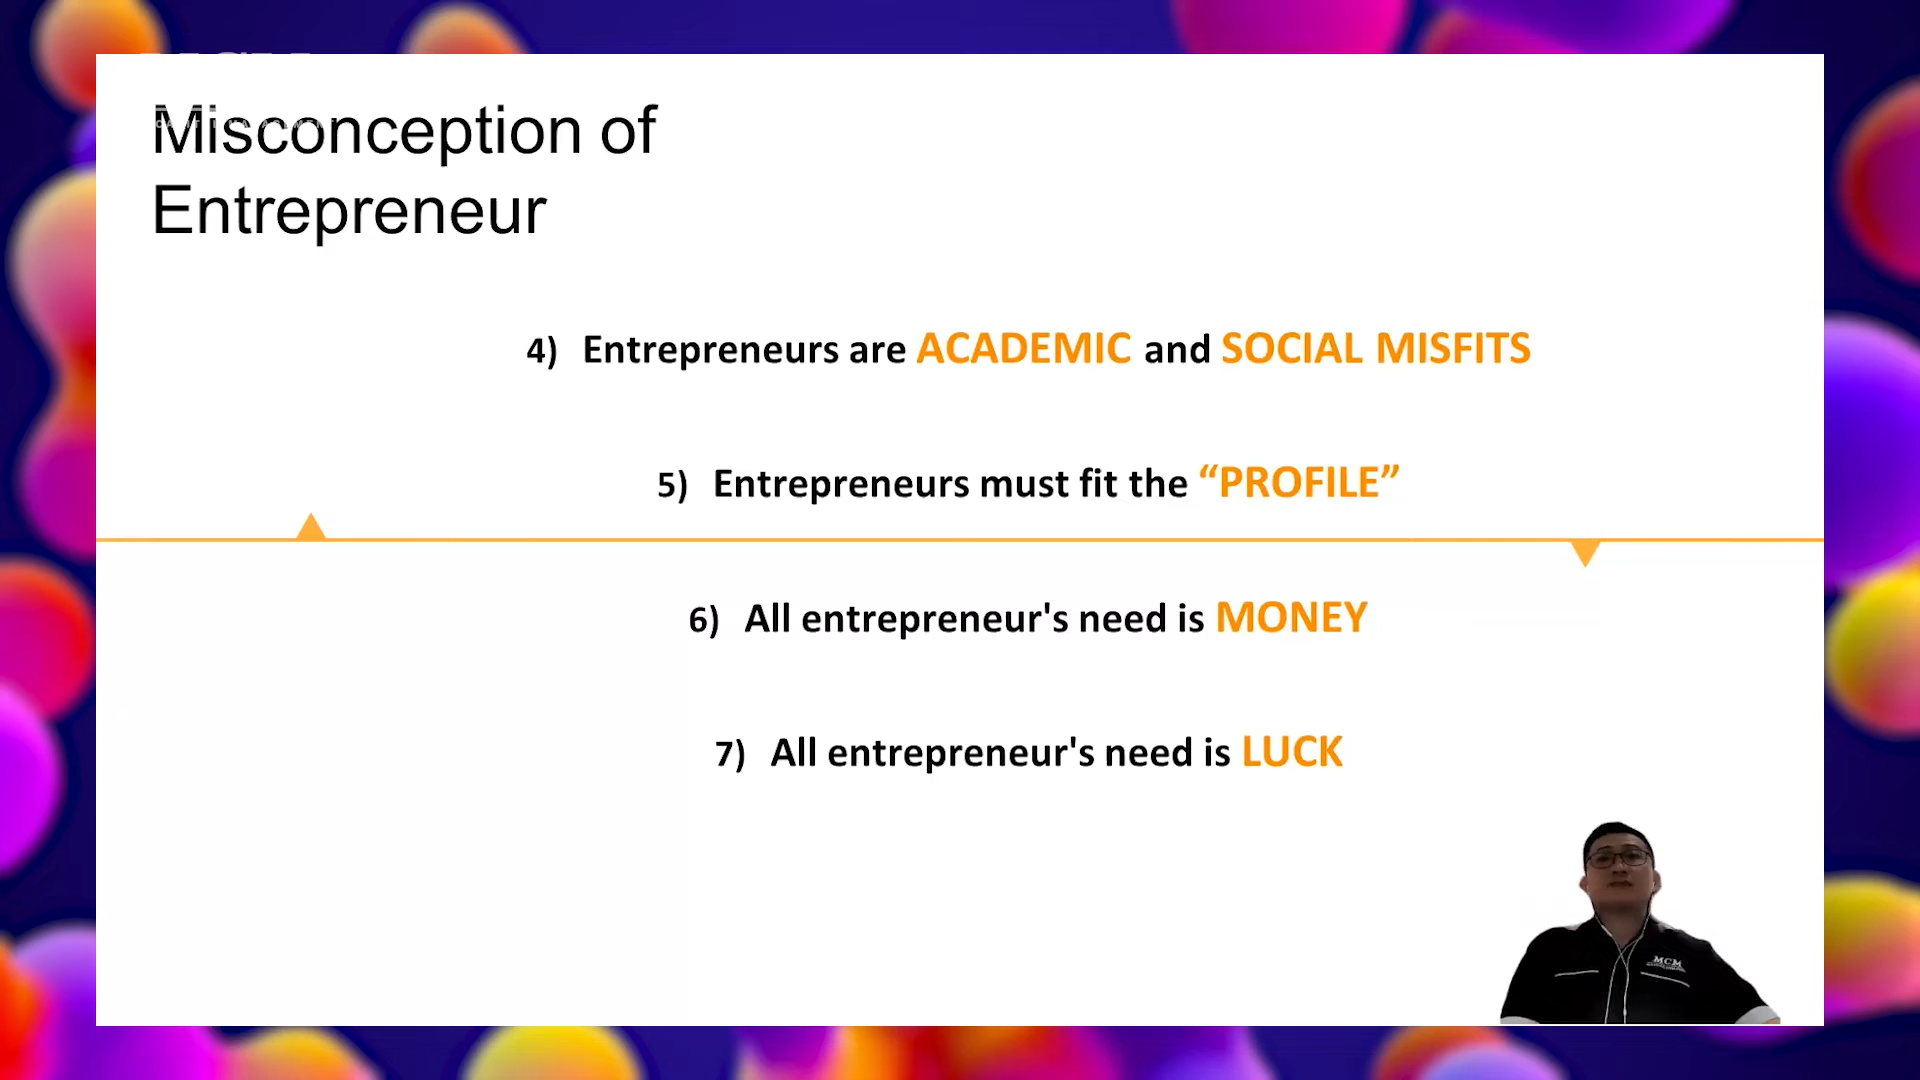 Misconception of
Entrepreneur
4) Entrepreneurs are ACADEMIC and SOCIAL MISFITS
5) Entrepreneurs must fit the “PROFILE”
6) All entrepreneur's need is MONEY
7) All entrepreneur's need is LUCK
MCM